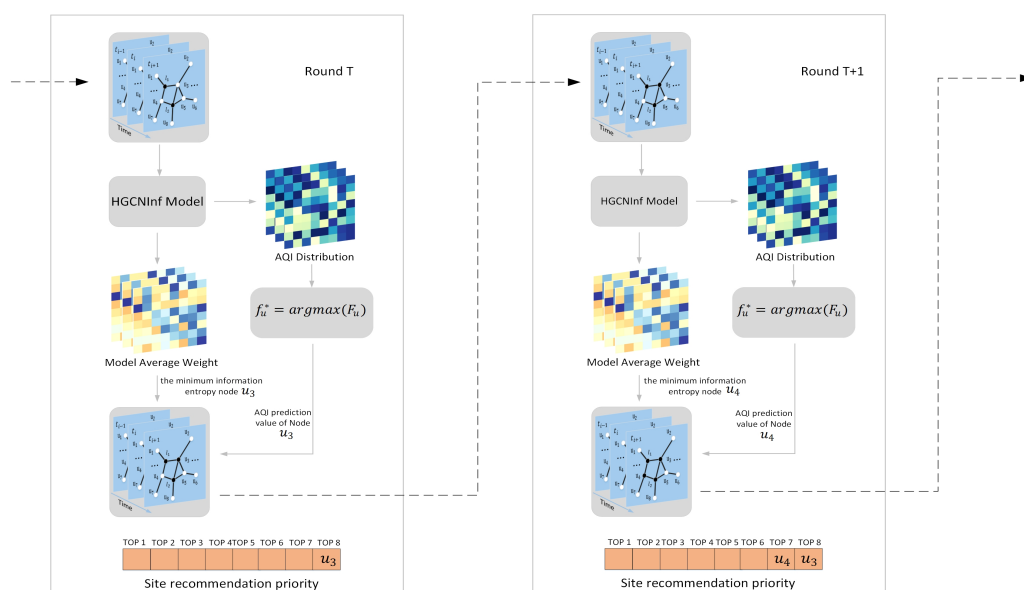 Round T
Time
HGCNInf Model
AQI Distribution
f*u = argmax(Fu)
Model Average Weight
the minimum information
entropy node u3
AQI prediction
value of Node
u3
Time
TOP 1 TOP 2 TOP 3 TOP 4 TOP 5 TOP 6 TOP 7 TOP 8
u3
Site recommendation priority
Round T+1
Time
HGCNInf Model
AQI Distribution
f*u = argmax(Fu)
Model Average Weight
the minimum information
entropy node u4
AQI prediction
value of Node
u4
Time
TOP 1 TOP 2 TOP 3 TOP 4 TOP 5 TOP 6 TOP 7 TOP 8
u4 u3
Site recommendation priority